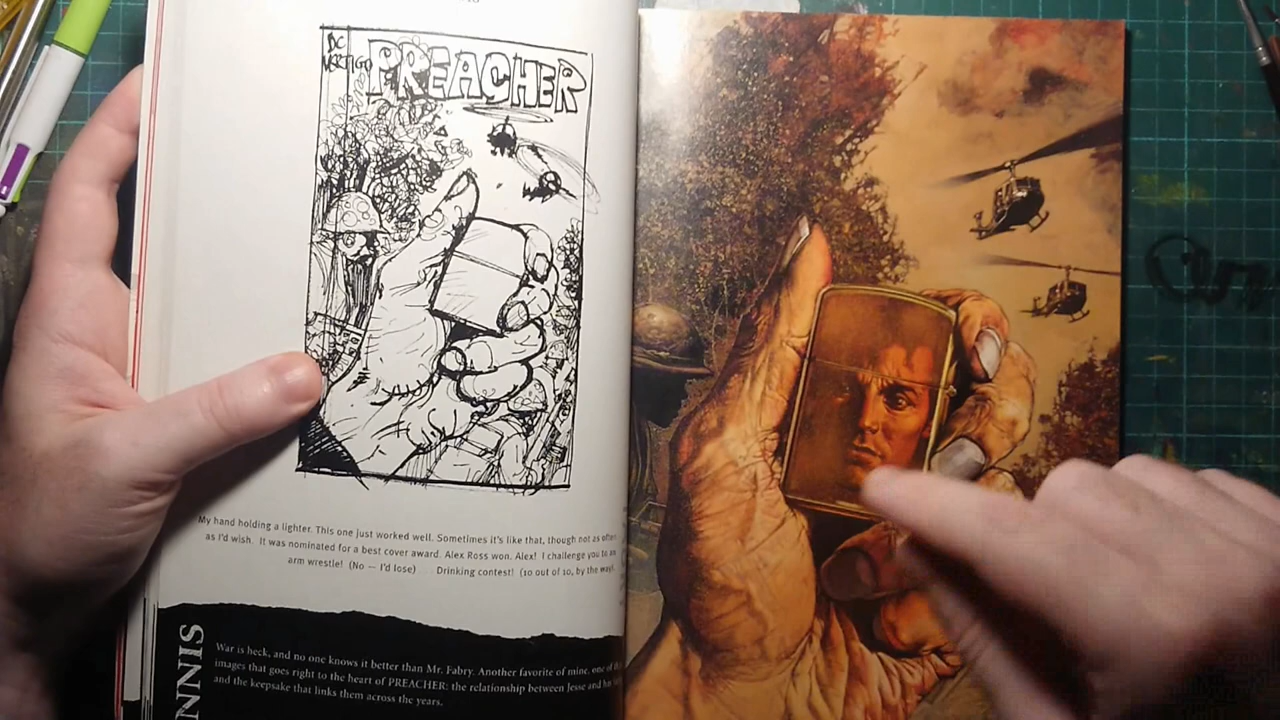 DC
VERTIGO
PREACHER
My hand holding a lighter. This one just worked well. Sometimes it's like that, though not as often
as I'd wish. It was nominated for a best cover award. Alex Ross won. Alex! I challenge you to an
arm wrestle! (No — I'd lose) Drinking contest! (10 out of 10, by the way).
NNIS
War is heck, and no one knows it better than Mr. Fabry. Another favorite of mine, one of
images that goes right to the heart of PREACHER: the relationship between Jesse and his
and the keepsake that links them across the years.